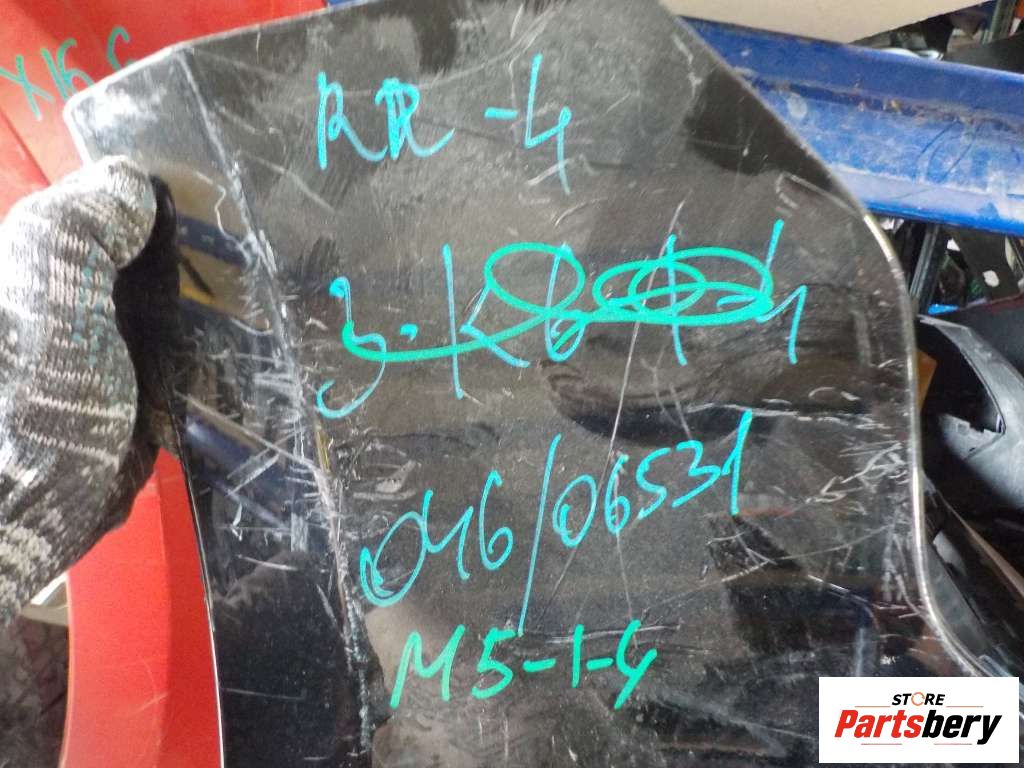 X16 G
RR -4
046/06531
M5-1-4
STORE
Partsbery